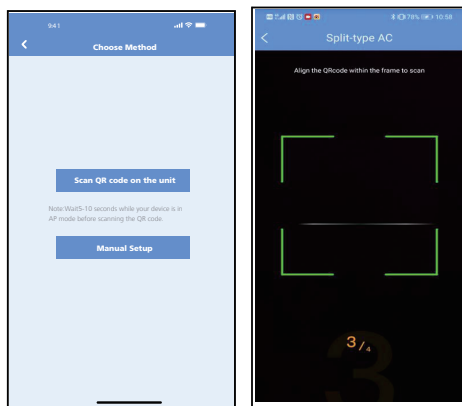 9:41
Choose Method
Scan QR code on the unit
Note:Wait5-10 seconds while your device is in
AP mode before scanning the QR code.
Manual Setup
78% 10:58
Split-type AC
Align the QRcode within the frame to scan
3/4
3